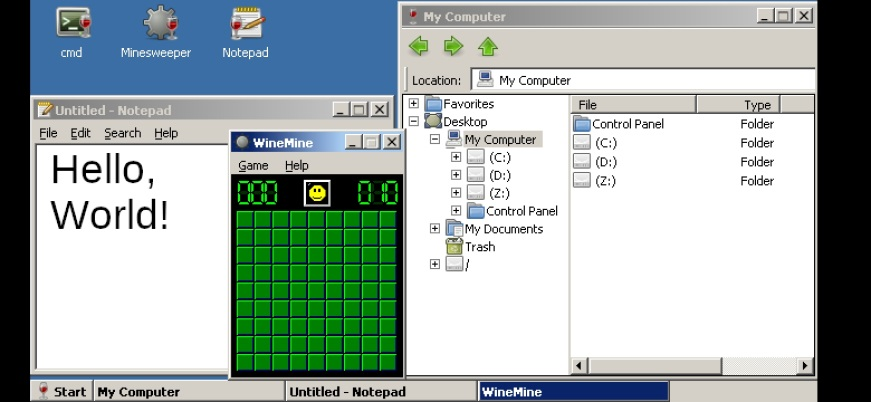 cmd
Minesweeper
Notepad
Untitled - Notepad
File Edit Search Help
Hello,
World!
WineMine
Game Help
000 010
My Computer
Location: My Computer
Favorites
Desktop
My Computer
(C:)
(D:)
(Z:)
Control Panel
My Documents
Trash
/
File Type
Control Panel Folder
(C:) Folder
(D:) Folder
(Z:) Folder
Start My Computer Untitled - Notepad WineMine